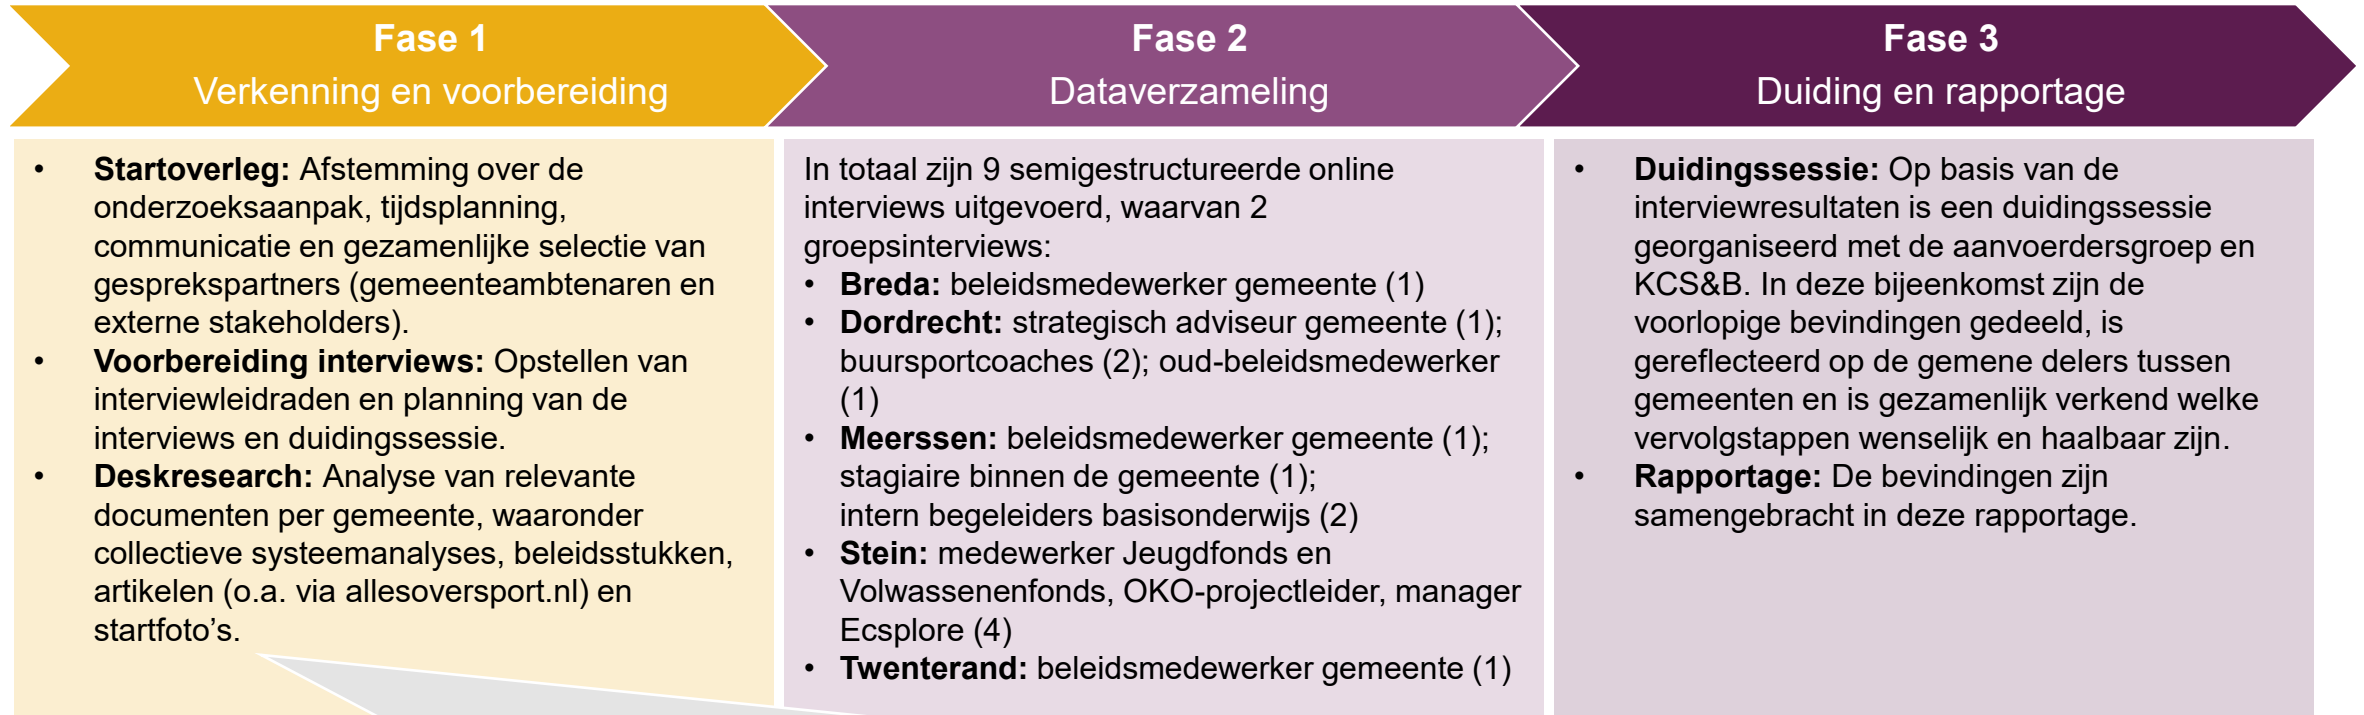 Fase 1
Verkenning en voorbereiding
Fase 2
Dataverzameling
Fase 3
Duiding en rapportage
• Startoverleg: Afstemming over de
onderzoeksaanpak, tijdsplanning,
communicatie en gezamenlijke selectie van
gesprekspartners (gemeenteambtenaren en
externe stakeholders).
• Voorbereiding interviews: Opstellen van
interviewleidraden en planning van de
interviews en duidingssessie.
• Deskresearch: Analyse van relevante
documenten per gemeente, waaronder
collectieve systeemanalyses, beleidsstukken,
artikelen (o.a. via allesoversport.nl) en
startfoto’s.
In totaal zijn 9 semigestructureerde online
interviews uitgevoerd, waarvan 2
groepsinterviews:
• Breda: beleidsmedewerker gemeente (1)
• Dordrecht: strategisch adviseur gemeente (1);
buursportcoaches (2); oud-beleidsmedewerker
(1)
• Meerssen: beleidsmedewerker gemeente (1);
stagiaire binnen de gemeente (1);
intern begeleiders basisonderwijs (2)
• Stein: medewerker Jeugdfonds en
Volwassenenfonds, OKO-projectleider, manager
Ecsplore (4)
• Twenterand: beleidsmedewerker gemeente (1)
• Duidingssessie: Op basis van de
interviewresultaten is een duidingssessie
georganiseerd met de aanvoerdersgroep en
KCS&B. In deze bijeenkomst zijn de
voorlopige bevindingen gedeeld, is
gereflecteerd op de gemene delers tussen
gemeenten en is gezamenlijk verkend welke
vervolgstappen wenselijk en haalbaar zijn.
• Rapportage: De bevindingen zijn
samengebracht in deze rapportage.